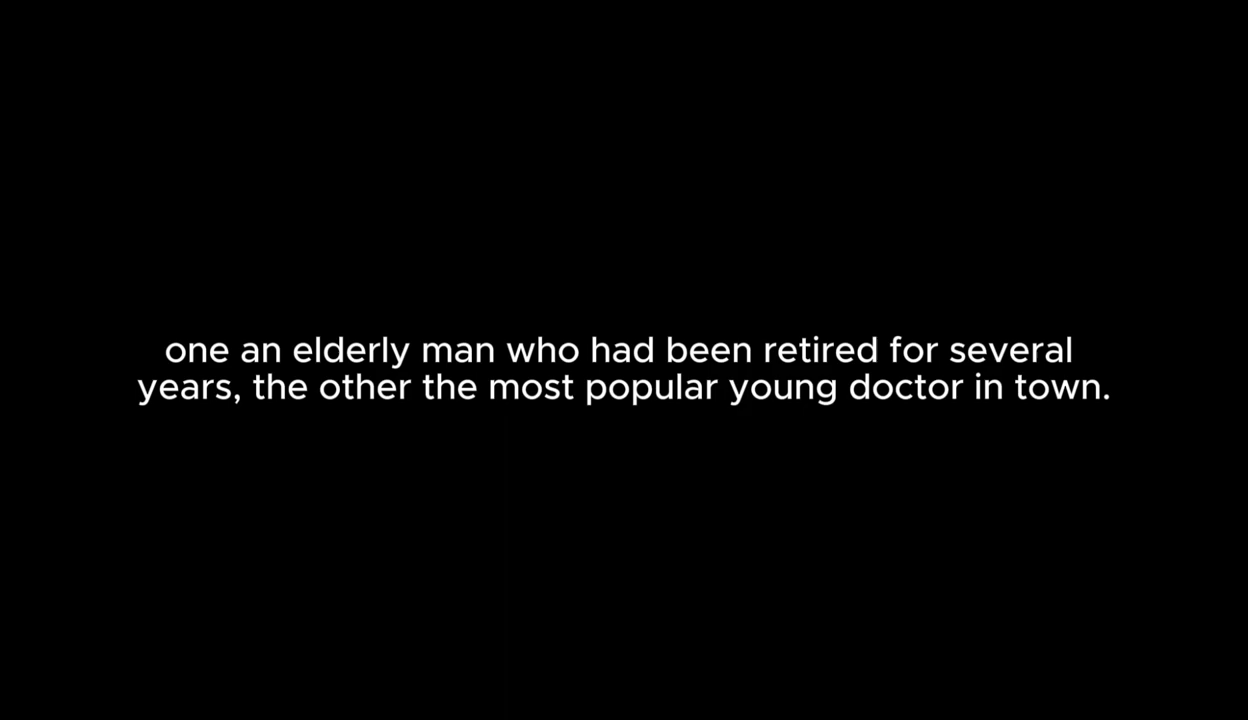 one an elderly man who had been retired for several
years, the other the most popular young doctor in town.